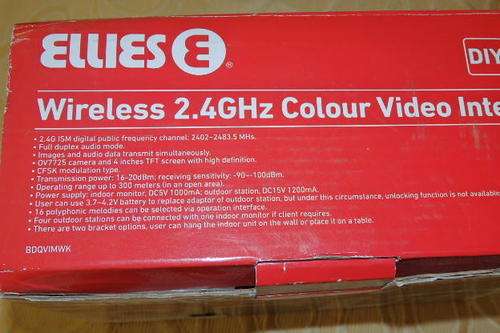 ELLIES E ®
DIY
Wireless 2.4GHz Colour Video Inte
• 2.4G ISM digital public frequency channel: 2402~2483.5 MHs.
• Full duplex audio mode.
• Images and audio data transmit simultaneously.
• OV7725 camera and 4 inches TFT screen with high definition.
• CFSK modulation type.
• Transmission power: 16-20dBm; receiving sensitivity: -90~-100dBm.
• Operating range up to 300 meters (in an open area).
• Power supply: indoor monitor, DC5V 1000mA; outdoor station, DC15V 1200mA.
• User can use 3.7~4.2V battery to replace adaptor of outdoor station, but under this circumstance, unlocking function is not available
• 16 polyphonic melodies can be selected via operation interface.
• Four outdoor stations can be connected with one indoor monitor if client requires.
• There are two bracket options, user can hang the indoor unit on the wall or place it on a table.
BDQVIMWK